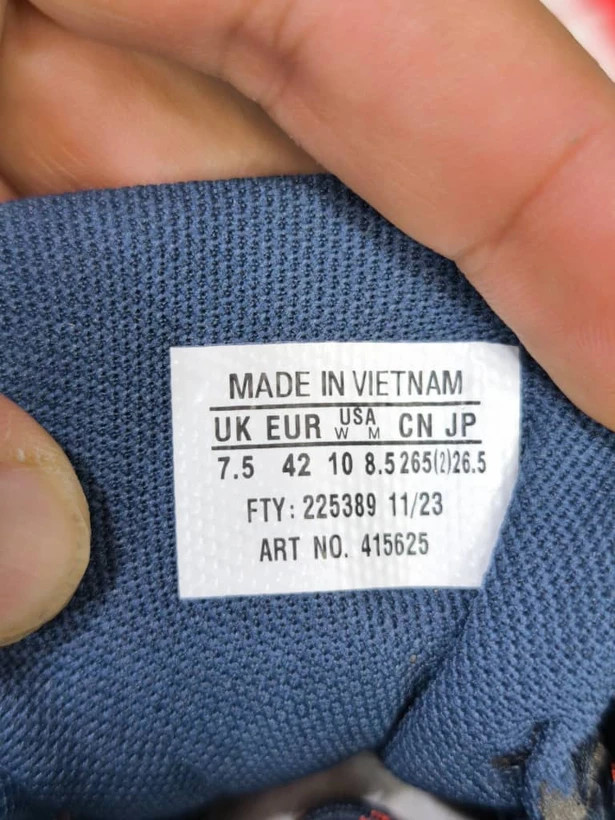 MADE IN VIETNAM
UK EUR USA W M CN JP
7.5 42 10 8.5 265(2) 26.5
FTY: 225389 11/23
ART NO. 415625